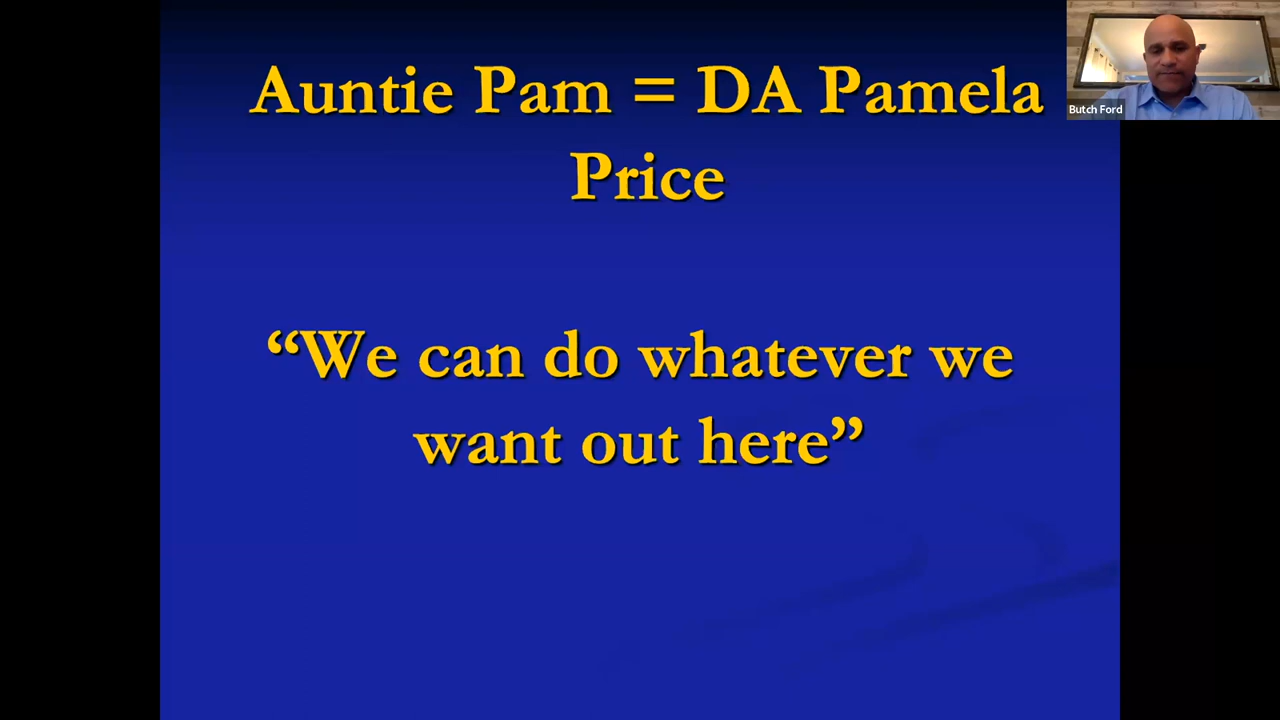 Auntie Pam = DA Pamela
Price
“We can do whatever we
want out here”
Butch Ford